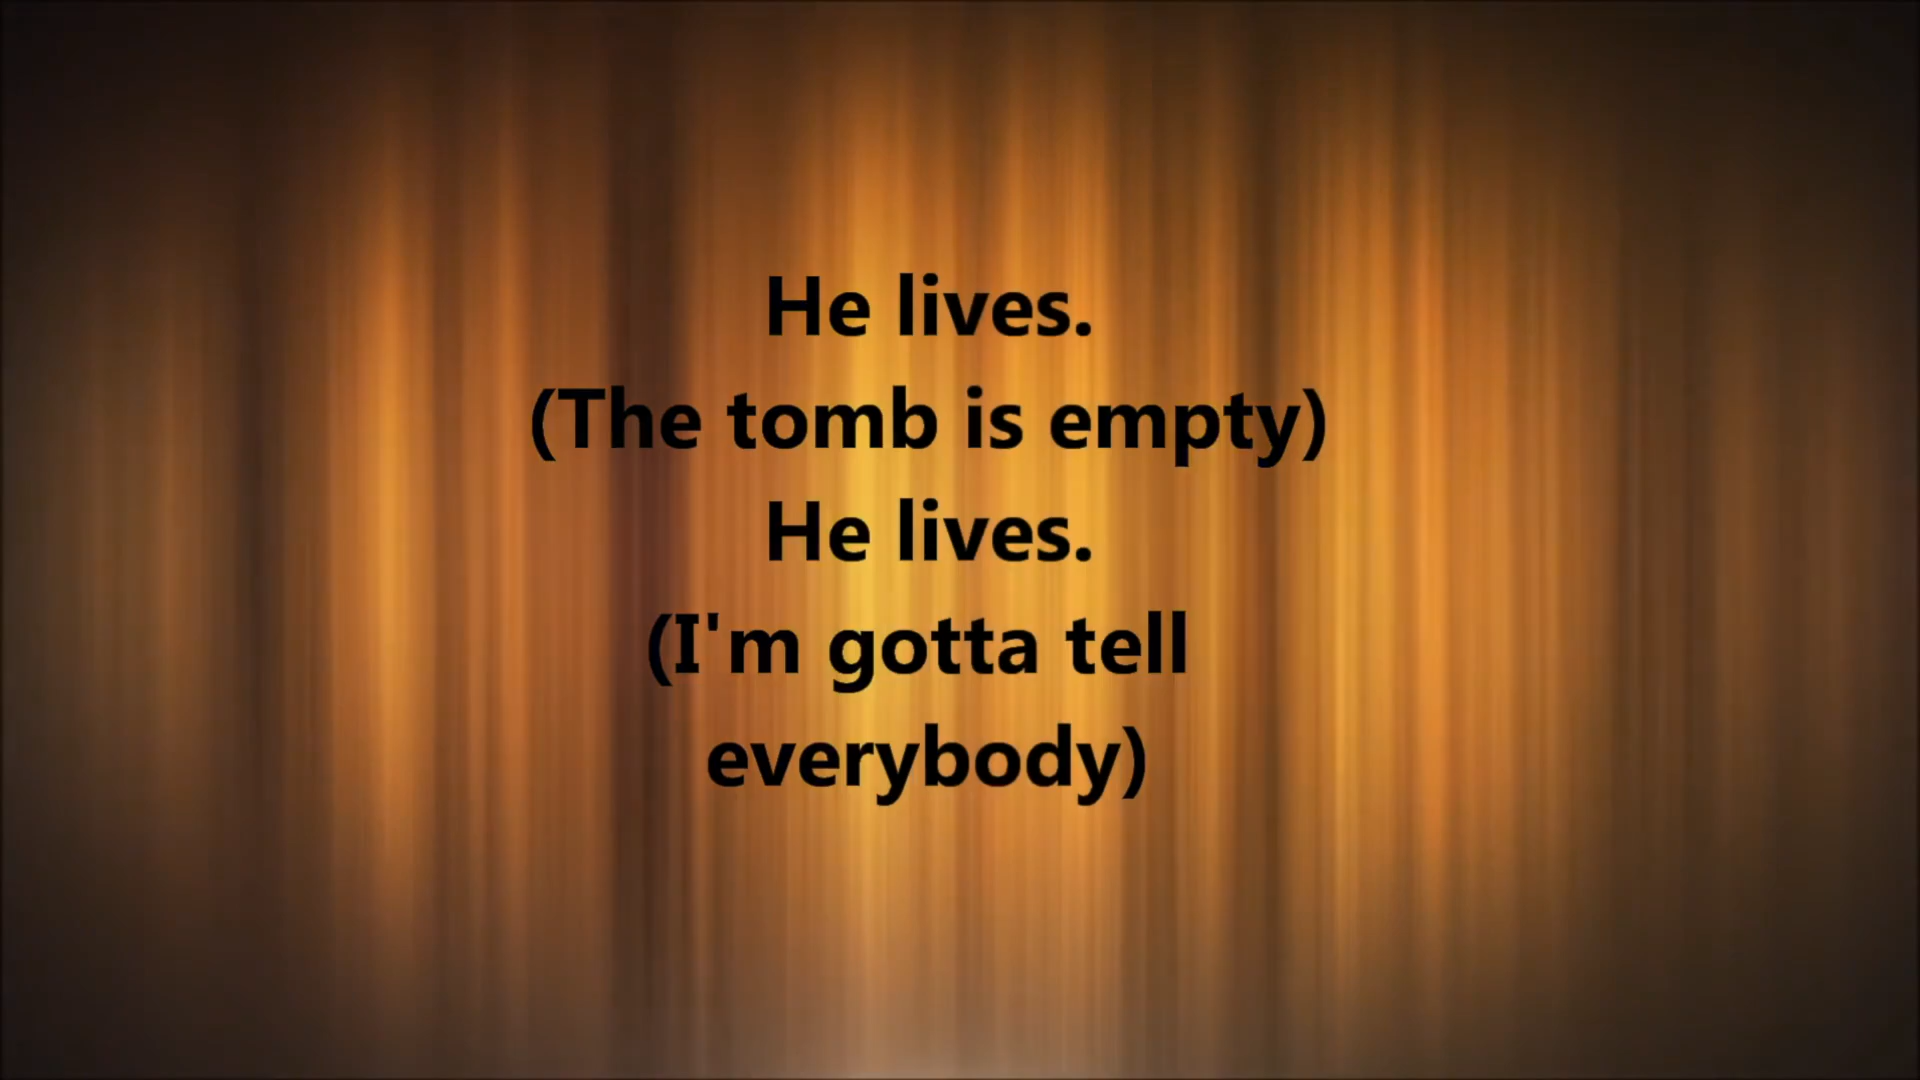 He lives.
(The tomb is empty)
He lives.
(I'm gotta tell
everybody)